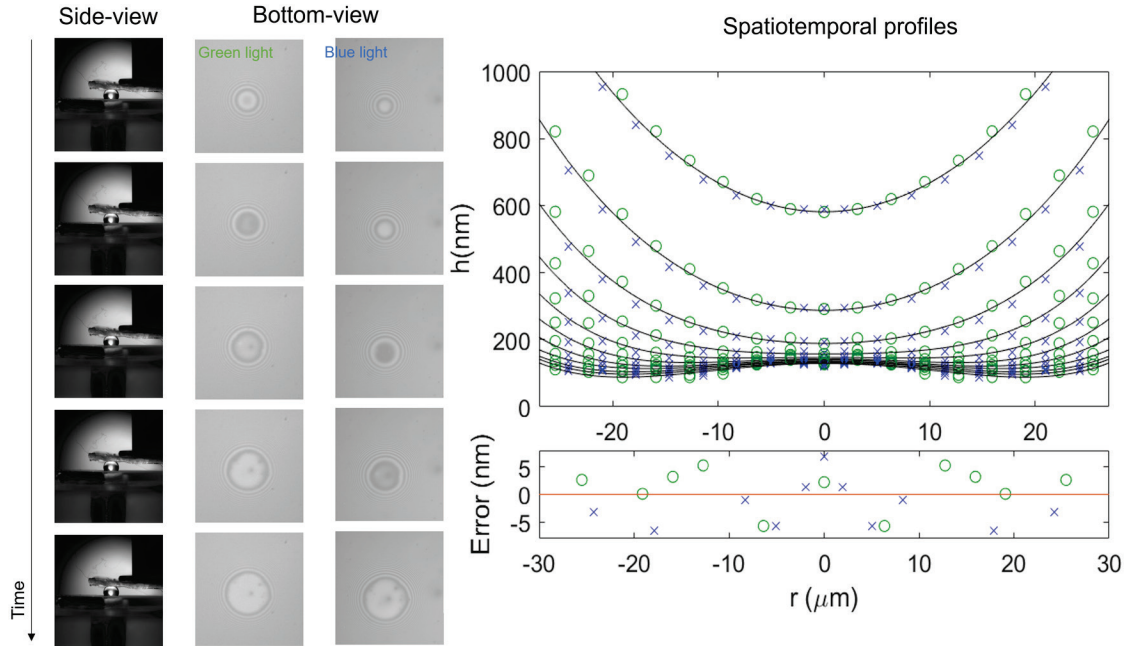 Side-view
Bottom-view
Green light
Blue light
Time
Spatiotemporal profiles
h(nm)
1000
800
600
400
200
0
-20
-10
0
10
20
Error (nm)
5
0
-5
-30
-20
-10
0
10
20
30
r (μm)